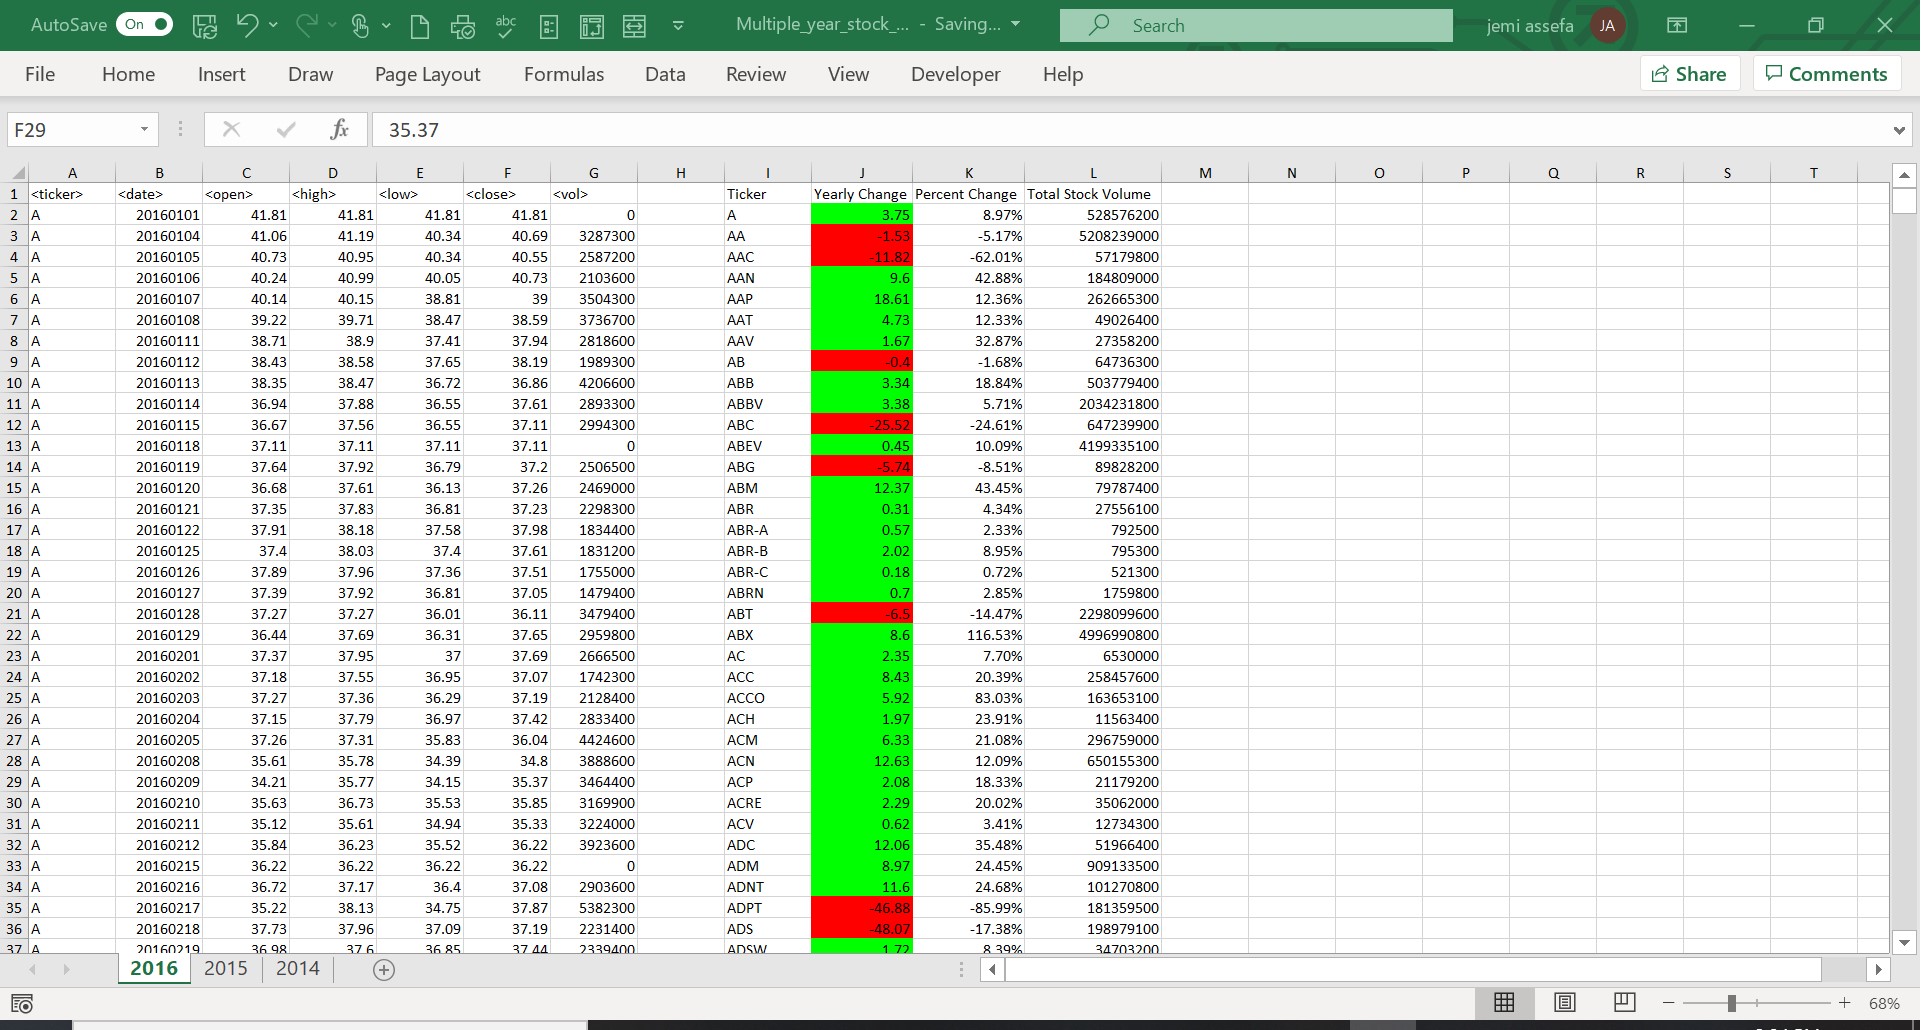 AutoSave On abc Multiple_year_stock_... - Saving... Search jemi assefa JA
File Home Insert Draw Page Layout Formulas Data Review View Developer Help Share Comments
F29 fx 35.37
A B C D E F G H I J K L M N O P Q R S T
1 <ticker> <date> <open> <high> <low> <close> <vol> Ticker Yearly Change Percent Change Total Stock Volume
2 A 20160101 41.81 41.81 41.81 41.81 0 A 3.75 8.97% 528576200
3 A 20160104 41.06 41.19 40.34 40.69 3287300 AA -1.53 -5.17% 5208239000
4 A 20160105 40.73 40.95 40.34 40.55 2587200 AAC -11.82 -62.01% 57179800
5 A 20160106 40.24 40.99 40.05 40.73 2103600 AAN 9.6 42.88% 184809000
6 A 20160107 40.14 40.15 38.81 39 3504300 AAP 18.61 12.36% 262665300
7 A 20160108 39.22 39.71 38.47 38.59 3736700 AAT 4.73 12.33% 49026400
8 A 20160111 38.71 38.9 37.41 37.94 2818600 AAV 1.67 32.87% 27358200
9 A 20160112 38.43 38.58 37.65 38.19 1989300 AB -0.4 -1.68% 64736300
10 A 20160113 38.35 38.47 36.72 36.86 4206600 ABB 3.34 18.84% 503779400
11 A 20160114 36.94 37.88 36.55 37.61 2893300 ABBV 3.38 5.71% 2034231800
12 A 20160115 36.67 37.56 36.55 37.11 2994300 ABC -25.52 -24.61% 647239900
13 A 20160118 37.11 37.11 37.11 37.11 0 ABEV 0.45 10.09% 4199335100
14 A 20160119 37.64 37.92 36.79 37.2 2506500 ABG -5.74 -8.51% 89828200
15 A 20160120 36.68 37.61 36.13 37.26 2469000 ABM 12.37 43.45% 79787400
16 A 20160121 37.35 37.83 36.81 37.23 2298300 ABR 0.31 4.34% 27556100
17 A 20160122 37.91 38.18 37.58 37.98 1834400 ABR-A 0.57 2.33% 792500
18 A 20160125 37.4 38.03 37.4 37.61 1831200 ABR-B 2.02 8.95% 795300
19 A 20160126 37.89 37.96 37.36 37.51 1755000 ABR-C 0.18 0.72% 521300
20 A 20160127 37.39 37.92 36.81 37.05 1479400 ABRN 0.7 2.85% 1759800
21 A 20160128 37.27 37.27 36.01 36.11 3479400 ABT -6.5 -14.47% 2298099600
22 A 20160129 36.44 37.69 36.31 37.65 2959800 ABX 8.6 116.53% 4996990800
23 A 20160201 37.37 37.95 37 37.69 2666500 AC 2.35 7.70% 6530000
24 A 20160202 37.18 37.55 36.95 37.07 1742300 ACC 8.43 20.39% 258457600
25 A 20160203 37.27 37.36 36.29 37.19 2128400 ACCO 5.92 83.03% 163653100
26 A 20160204 37.15 37.79 36.97 37.42 2833400 ACH 1.97 23.91% 11563400
27 A 20160205 37.26 37.31 35.83 36.04 4424600 ACM 6.33 21.08% 296759000
28 A 20160208 35.61 35.78 34.39 34.8 3888600 ACN 12.63 12.09% 650155300
29 A 20160209 34.21 35.77 34.15 35.37 3464400 ACP 2.08 18.33% 21179200
30 A 20160210 35.63 36.73 35.53 35.85 3169900 ACRE 2.29 20.02% 35062000
31 A 20160211 35.12 35.61 34.94 35.33 3224000 ACV 0.62 3.41% 12734300
32 A 20160212 35.84 36.23 35.52 36.22 3923600 ADC 12.06 35.48% 51966400
33 A 20160215 36.22 36.22 36.22 36.22 0 ADM 8.97 24.45% 909133500
34 A 20160216 36.72 37.17 36.4 37.08 2903600 ADNT 11.6 24.68% 101270800
35 A 20160217 35.22 38.13 34.75 37.87 5382300 ADPT -46.88 -85.99% 181359500
36 A 20160218 37.73 37.96 37.09 37.19 2231400 ADS -48.07 -17.38% 198979100
37 A 20160219 36.98 37.6 36.85 37.44 2339400 ADSW 1.72 8.39% 34703200
2016 2015 2014
68%